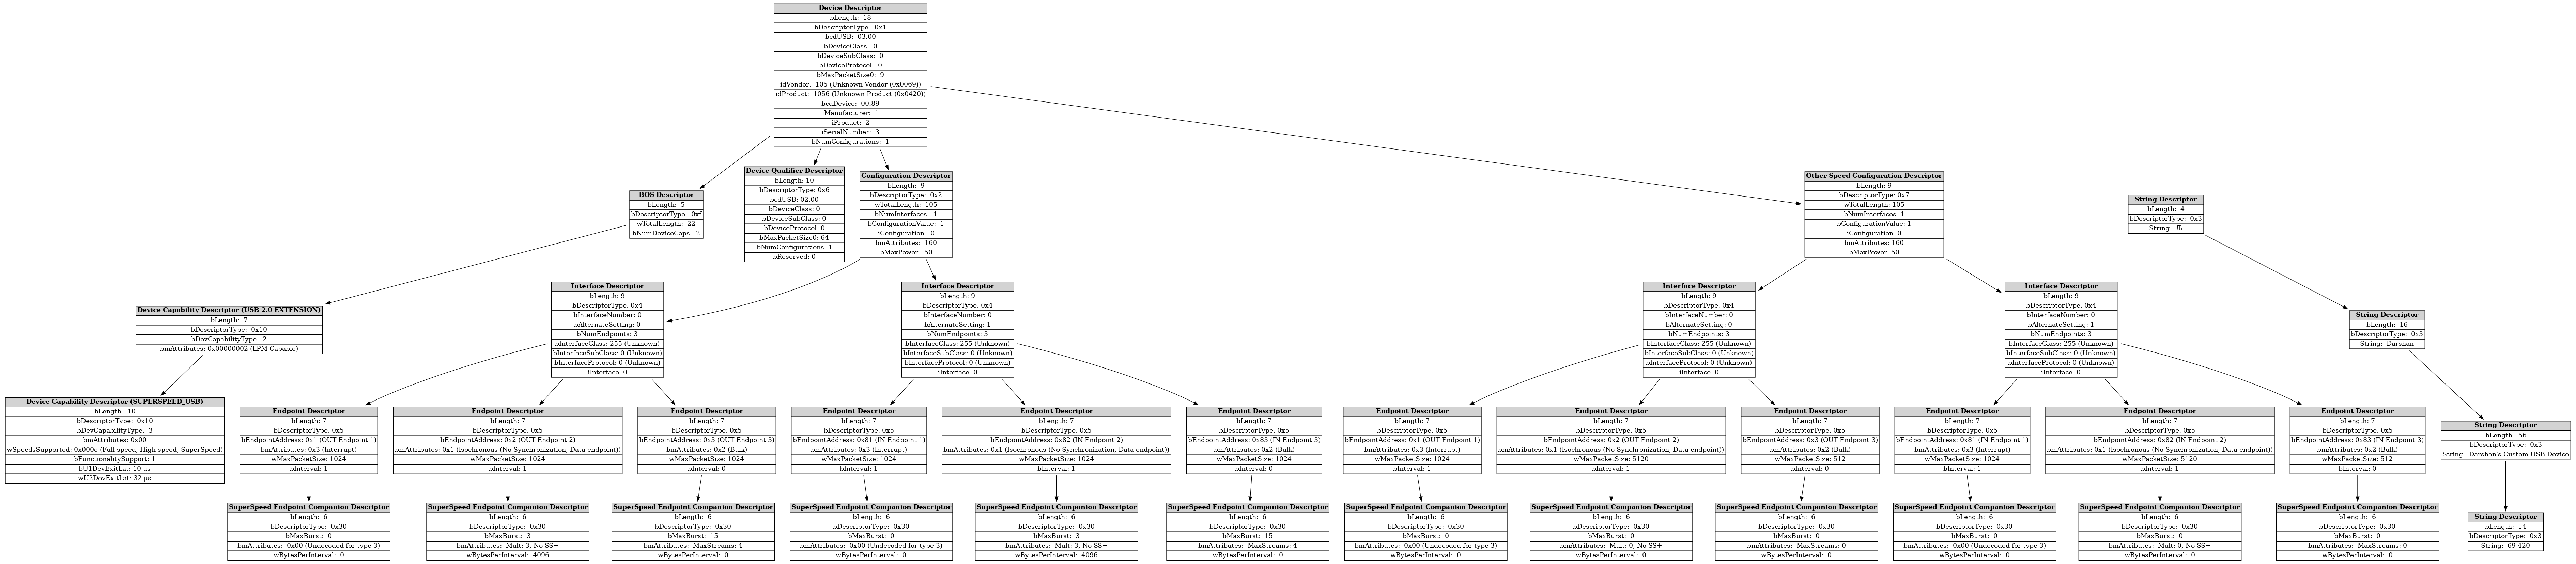 Device Descriptor
bLength: 18
bDescriptorType: 0x1
bcdUSB: 03.00
bDeviceClass: 0
bDeviceSubClass: 0
bDeviceProtocol: 0
bMaxPacketSize0: 9
idVendor: 105 (Unknown Vendor (0x0069))
idProduct: 1056 (Unknown Product (0x0420))
bcdDevice: 00.89
iManufacturer: 1
iProduct: 2
iSerialNumber: 3
bNumConfigurations: 1
BOS Descriptor
bLength: 5
bDescriptorType: 0xf
wTotalLength: 22
bNumDeviceCaps: 2
Device Qualifier Descriptor
bLength: 10
bDescriptorType: 0x6
bcdUSB: 02.00
bDeviceClass: 0
bDeviceSubClass: 0
bDeviceProtocol: 0
bMaxPacketSize0: 64
bNumConfigurations: 1
bReserved: 0
Configuration Descriptor
bLength: 9
bDescriptorType: 0x2
wTotalLength: 105
bNumInterfaces: 1
bConfigurationValue: 1
iConfiguration: 0
bmAttributes: 160
bMaxPower: 50
Other Speed Configuration Descriptor
bLength: 9
bDescriptorType: 0x7
wTotalLength: 105
bNumInterfaces: 1
bConfigurationValue: 1
iConfiguration: 0
bmAttributes: 160
bMaxPower: 50
String Descriptor
bLength: 4
bDescriptorType: 0x3
String: Љ
Device Capability Descriptor (USB 2.0 EXTENSION)
bLength: 7
bDescriptorType: 0x10
bDevCapabilityType: 2
bmAttributes: 0x00000002 (LPM Capable)
Interface Descriptor
bLength: 9
bDescriptorType: 0x4
bInterfaceNumber: 0
bAlternateSetting: 0
bNumEndpoints: 3
bInterfaceClass: 255 (Unknown)
bInterfaceSubClass: 0 (Unknown)
bInterfaceProtocol: 0 (Unknown)
iInterface: 0
Interface Descriptor
bLength: 9
bDescriptorType: 0x4
bInterfaceNumber: 0
bAlternateSetting: 1
bNumEndpoints: 3
bInterfaceClass: 255 (Unknown)
bInterfaceSubClass: 0 (Unknown)
bInterfaceProtocol: 0 (Unknown)
iInterface: 0
Interface Descriptor
bLength: 9
bDescriptorType: 0x4
bInterfaceNumber: 0
bAlternateSetting: 0
bNumEndpoints: 3
bInterfaceClass: 255 (Unknown)
bInterfaceSubClass: 0 (Unknown)
bInterfaceProtocol: 0 (Unknown)
iInterface: 0
Interface Descriptor
bLength: 9
bDescriptorType: 0x4
bInterfaceNumber: 0
bAlternateSetting: 1
bNumEndpoints: 3
bInterfaceClass: 255 (Unknown)
bInterfaceSubClass: 0 (Unknown)
bInterfaceProtocol: 0 (Unknown)
iInterface: 0
String Descriptor
bLength: 16
bDescriptorType: 0x3
String: Darshan
Device Capability Descriptor (SUPERSPEED_USB)
bLength: 10
bDescriptorType: 0x10
bDevCapabilityType: 3
bmAttributes: 0x00
wSpeedsSupported: 0x000e (Full-speed, High-speed, SuperSpeed)
bFunctionalitySupport: 1
bU1DevExitLat: 10 µs
wU2DevExitLat: 32 µs
Endpoint Descriptor
bLength: 7
bDescriptorType: 0x5
bEndpointAddress: 0x1 (OUT Endpoint 1)
bmAttributes: 0x3 (Interrupt)
wMaxPacketSize: 1024
bInterval: 1
Endpoint Descriptor
bLength: 7
bDescriptorType: 0x5
bEndpointAddress: 0x2 (OUT Endpoint 2)
bmAttributes: 0x1 (Isochronous (No Synchronization, Data endpoint))
wMaxPacketSize: 1024
bInterval: 1
Endpoint Descriptor
bLength: 7
bDescriptorType: 0x5
bEndpointAddress: 0x3 (OUT Endpoint 3)
bmAttributes: 0x2 (Bulk)
wMaxPacketSize: 1024
bInterval: 0
Endpoint Descriptor
bLength: 7
bDescriptorType: 0x5
bEndpointAddress: 0x81 (IN Endpoint 1)
bmAttributes: 0x3 (Interrupt)
wMaxPacketSize: 1024
bInterval: 1
Endpoint Descriptor
bLength: 7
bDescriptorType: 0x5
bEndpointAddress: 0x82 (IN Endpoint 2)
bmAttributes: 0x1 (Isochronous (No Synchronization, Data endpoint))
wMaxPacketSize: 1024
bInterval: 1
Endpoint Descriptor
bLength: 7
bDescriptorType: 0x5
bEndpointAddress: 0x83 (IN Endpoint 3)
bmAttributes: 0x2 (Bulk)
wMaxPacketSize: 1024
bInterval: 0
Endpoint Descriptor
bLength: 7
bDescriptorType: 0x5
bEndpointAddress: 0x1 (OUT Endpoint 1)
bmAttributes: 0x3 (Interrupt)
wMaxPacketSize: 1024
bInterval: 1
Endpoint Descriptor
bLength: 7
bDescriptorType: 0x5
bEndpointAddress: 0x2 (OUT Endpoint 2)
bmAttributes: 0x1 (Isochronous (No Synchronization, Data endpoint))
wMaxPacketSize: 5120
bInterval: 1
Endpoint Descriptor
bLength: 7
bDescriptorType: 0x5
bEndpointAddress: 0x3 (OUT Endpoint 3)
bmAttributes: 0x2 (Bulk)
wMaxPacketSize: 512
bInterval: 0
Endpoint Descriptor
bLength: 7
bDescriptorType: 0x5
bEndpointAddress: 0x81 (IN Endpoint 1)
bmAttributes: 0x3 (Interrupt)
wMaxPacketSize: 1024
bInterval: 1
Endpoint Descriptor
bLength: 7
bDescriptorType: 0x5
bEndpointAddress: 0x82 (IN Endpoint 2)
bmAttributes: 0x1 (Isochronous (No Synchronization, Data endpoint))
wMaxPacketSize: 5120
bInterval: 1
Endpoint Descriptor
bLength: 7
bDescriptorType: 0x5
bEndpointAddress: 0x83 (IN Endpoint 3)
bmAttributes: 0x2 (Bulk)
wMaxPacketSize: 512
bInterval: 0
String Descriptor
bLength: 56
bDescriptorType: 0x3
String: Darshan's Custom USB Device
SuperSpeed Endpoint Companion Descriptor
bLength: 6
bDescriptorType: 0x30
bMaxBurst: 0
bmAttributes: 0x00 (Undecoded for type 3)
wBytesPerInterval: 0
SuperSpeed Endpoint Companion Descriptor
bLength: 6
bDescriptorType: 0x30
bMaxBurst: 3
bmAttributes: Mult: 3, No SS+
wBytesPerInterval: 4096
SuperSpeed Endpoint Companion Descriptor
bLength: 6
bDescriptorType: 0x30
bMaxBurst: 15
bmAttributes: MaxStreams: 4
wBytesPerInterval: 0
SuperSpeed Endpoint Companion Descriptor
bLength: 6
bDescriptorType: 0x30
bMaxBurst: 0
bmAttributes: 0x00 (Undecoded for type 3)
wBytesPerInterval: 0
SuperSpeed Endpoint Companion Descriptor
bLength: 6
bDescriptorType: 0x30
bMaxBurst: 3
bmAttributes: Mult: 3, No SS+
wBytesPerInterval: 4096
SuperSpeed Endpoint Companion Descriptor
bLength: 6
bDescriptorType: 0x30
bMaxBurst: 15
bmAttributes: MaxStreams: 4
wBytesPerInterval: 0
SuperSpeed Endpoint Companion Descriptor
bLength: 6
bDescriptorType: 0x30
bMaxBurst: 0
bmAttributes: 0x00 (Undecoded for type 3)
wBytesPerInterval: 0
SuperSpeed Endpoint Companion Descriptor
bLength: 6
bDescriptorType: 0x30
bMaxBurst: 0
bmAttributes: Mult: 0, No SS+
wBytesPerInterval: 0
SuperSpeed Endpoint Companion Descriptor
bLength: 6
bDescriptorType: 0x30
bMaxBurst: 0
bmAttributes: MaxStreams: 0
wBytesPerInterval: 0
SuperSpeed Endpoint Companion Descriptor
bLength: 6
bDescriptorType: 0x30
bMaxBurst: 0
bmAttributes: 0x00 (Undecoded for type 3)
wBytesPerInterval: 0
SuperSpeed Endpoint Companion Descriptor
bLength: 6
bDescriptorType: 0x30
bMaxBurst: 0
bmAttributes: Mult: 0, No SS+
wBytesPerInterval: 0
SuperSpeed Endpoint Companion Descriptor
bLength: 6
bDescriptorType: 0x30
bMaxBurst: 0
bmAttributes: MaxStreams: 0
wBytesPerInterval: 0
String Descriptor
bLength: 14
bDescriptorType: 0x3
String: 69-420